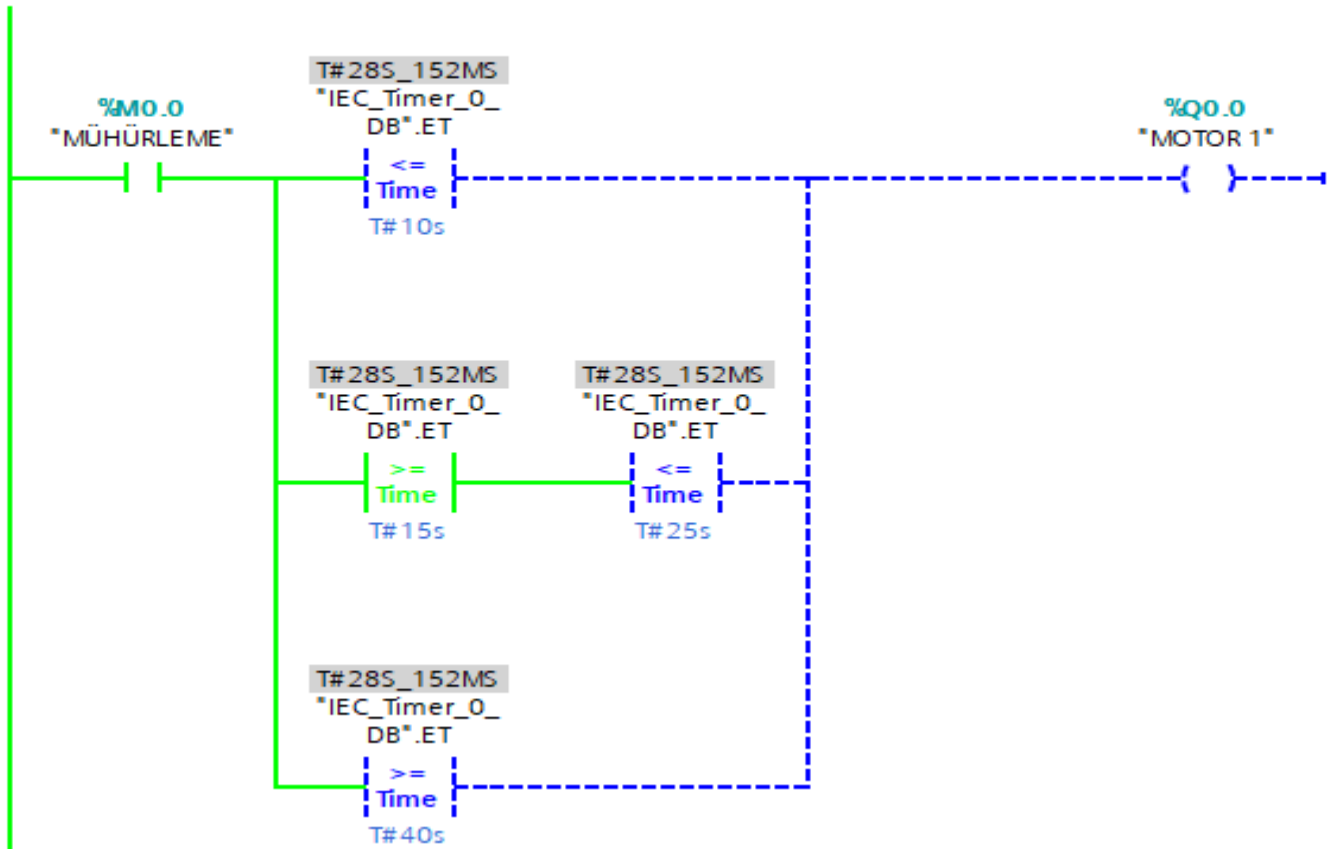 T#28S_152MS
"IEC_Timer_0_
DB".ET
%M0.0
"MÜHÜRLEME"
<=
Time
T#10s
%Q0.0
"MOTOR 1"
T#28S_152MS
"IEC_Timer_0_
DB".ET
>=
Time
T#15s
T#28S_152MS
"IEC_Timer_0_
DB".ET
<=
Time
T#25s
T#28S_152MS
"IEC_Timer_0_
DB".ET
>=
Time
T#40s